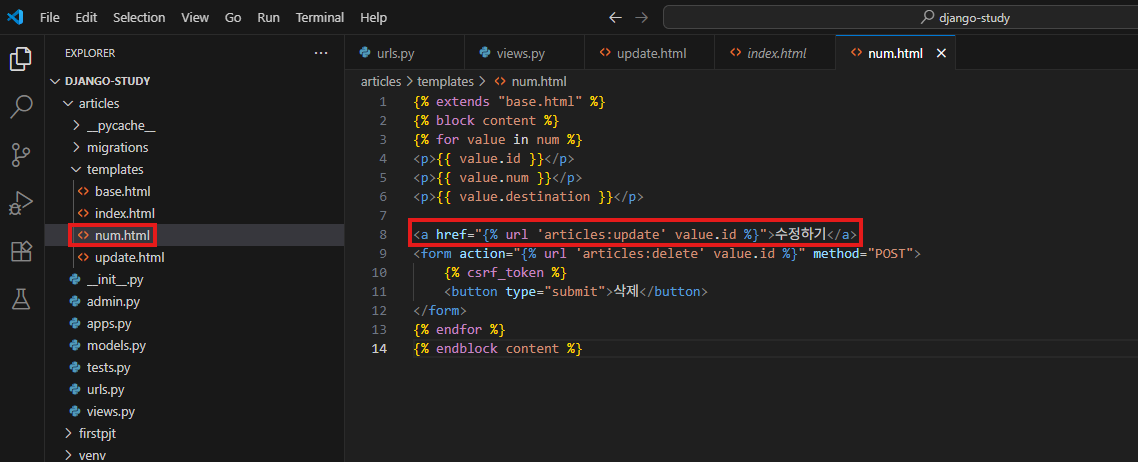 File Edit Selection View Go Run Terminal Help
django-study
EXPLORER
DJANGO-STUDY
articles
__pycache__
migrations
templates
base.html
index.html
num.html
update.html
__init__.py
admin.py
apps.py
models.py
tests.py
urls.py
views.py
firstpjt
venv
urls.py views.py update.html index.html num.html
articles > templates > num.html
1 {% extends "base.html" %}
2 {% block content %}
3 {% for value in num %}
4 <p>{{ value.id }}</p>
5 <p>{{ value.num }}</p>
6 <p>{{ value.destination }}</p>
7
8 <a href="{% url 'articles:update' value.id %}">수정하기</a>
9 <form action="{% url 'articles:delete' value.id %}" method="POST">
10 {% csrf_token %}
11 <button type="submit">삭제</button>
12 </form>
13 {% endfor %}
14 {% endblock content %}